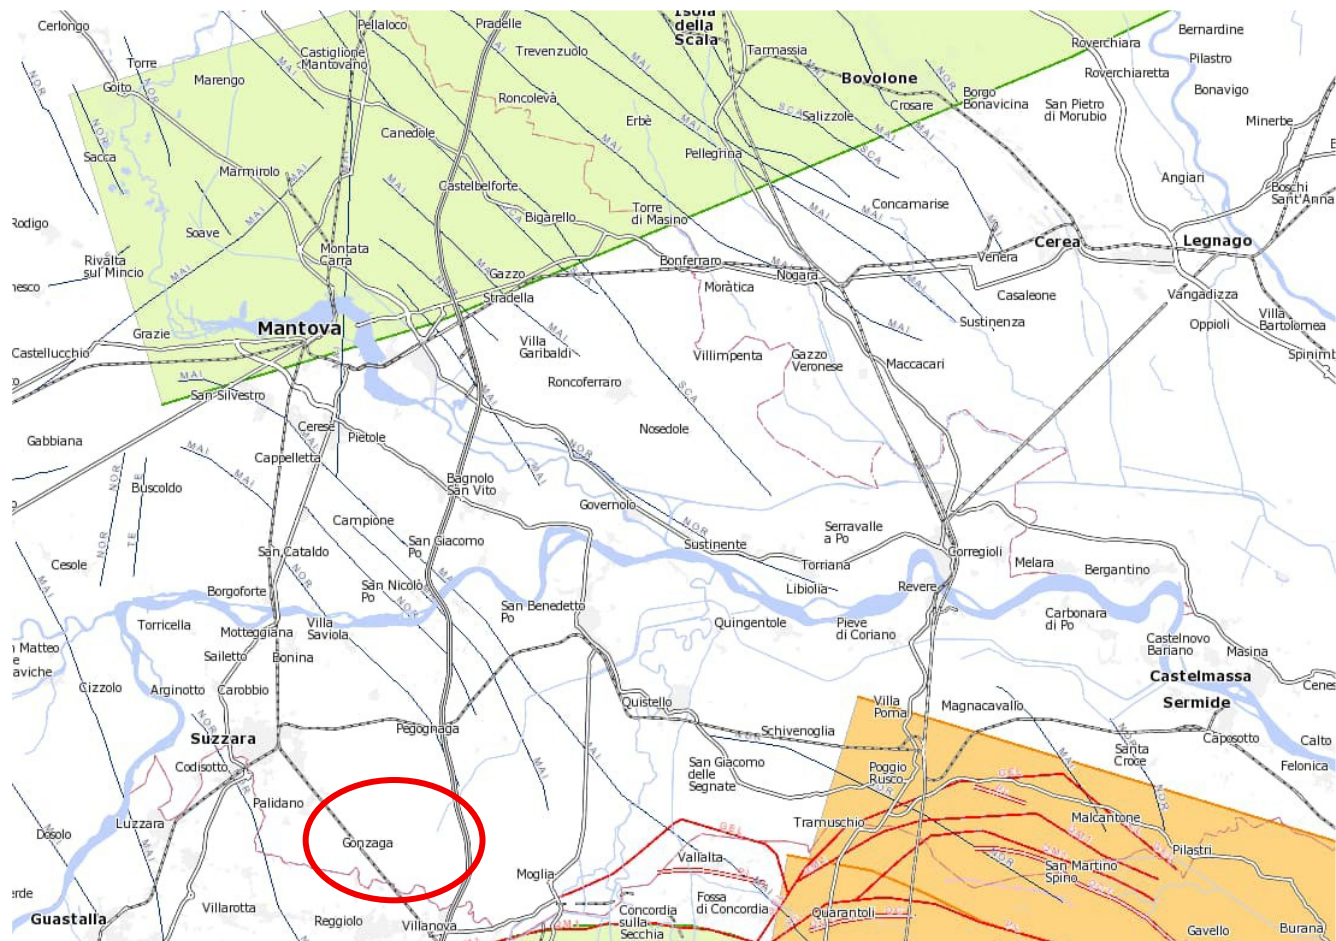 Cerlongo
Pellaloco
Pradelle
Isola
della
Scala
Bernardine
Torre
Castiglione
Mantovano
Trevenzuolo
Tarmassia
Roverchiara
Pilastro
Goito
Marengo
Roncolevà
Bovolone
Roverchiaretta
Bonavigo
Canedole
Erbè
Salizzole
Crosare
Borgo
Bonavicina
San Pietro
di Morubio
Minerbe
Sacca
Marmirolo
Castelbelforte
Pellegrina
Angiari
Boschi
Sant'Anna
Rodigo
Soave
Bigarello
Torre
di Masino
Concamarise
Rivalta
sul Mincio
Montata
Carra
Gazzo
Bonferraro
Nogara
Venera
Cerea
Legnago
nesco
Stradella
Moràtica
Casaleone
Vangadizza
Grazie
Mantova
Villa
Garibaldi
Sustinenza
Oppioli
Villa
Bartolomea
Castellucchio
Villimpenta
Gazzo
Veronese
Maccacari
Spinimb
San Silvestro
Roncoferraro
Gabbiana
Cerese
Pietole
Nosedole
Cappelletta
Buscoldo
Bagnolo
San Vito
Governolo
Campione
Serravalle
a Po
Cesole
San Cataldo
San Giacomo
Po
Sustinente
Torriana
Corregioli
Melara
Bergantino
Borgoforte
San Nicolò
Po
San Benedetto
Po
Libiolia
Revere
Torricella
Motteggiana
Villa
Saviola
Quingentole
Pieve
di Coriano
Carbonara
di Po
Castelnovo
Bariano
Masina
Matteo
e
aviche
Sailetto
Bonina
Cizzolo
Arginotto
Carobbio
Quistello
Villa
Poma
Magnacavallo
Castelmassa
Cenes
Sermide
Suzzara
Pegognaga
Schivenoglia
Santa
Croce
Caposotto
Calto
Codisotto
San Giacomo
delle
Segnate
Poggio
Rusco
Felonica
Palidano
Dosolo
Luzzara
Gonzaga
Tramuschio
Malcantone
Pilastri
Vallalta
San Martino
Spino
Moglia
erde
Guastalla
Villarotta
Reggiolo
Villanova
Concordia
sulla
Secchia
Fossa
di Concordia
Quarantoli
Gavello
Burana